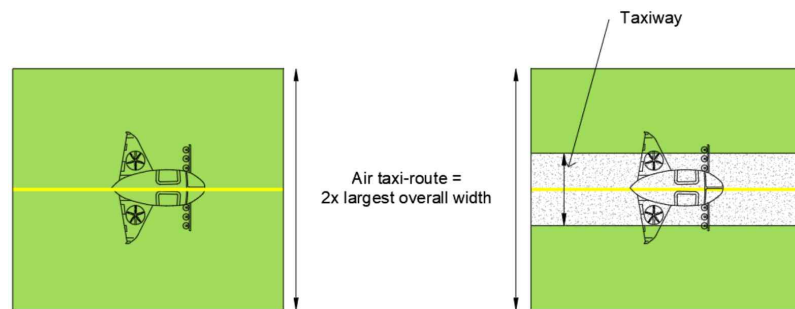 Taxiway
Air taxi-route =
2x largest overall width